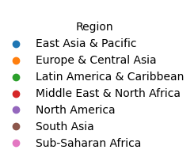 Region
East Asia & Pacific
Europe & Central Asia
Latin America & Caribbean
Middle East & North Africa
North America
South Asia
Sub-Saharan Africa